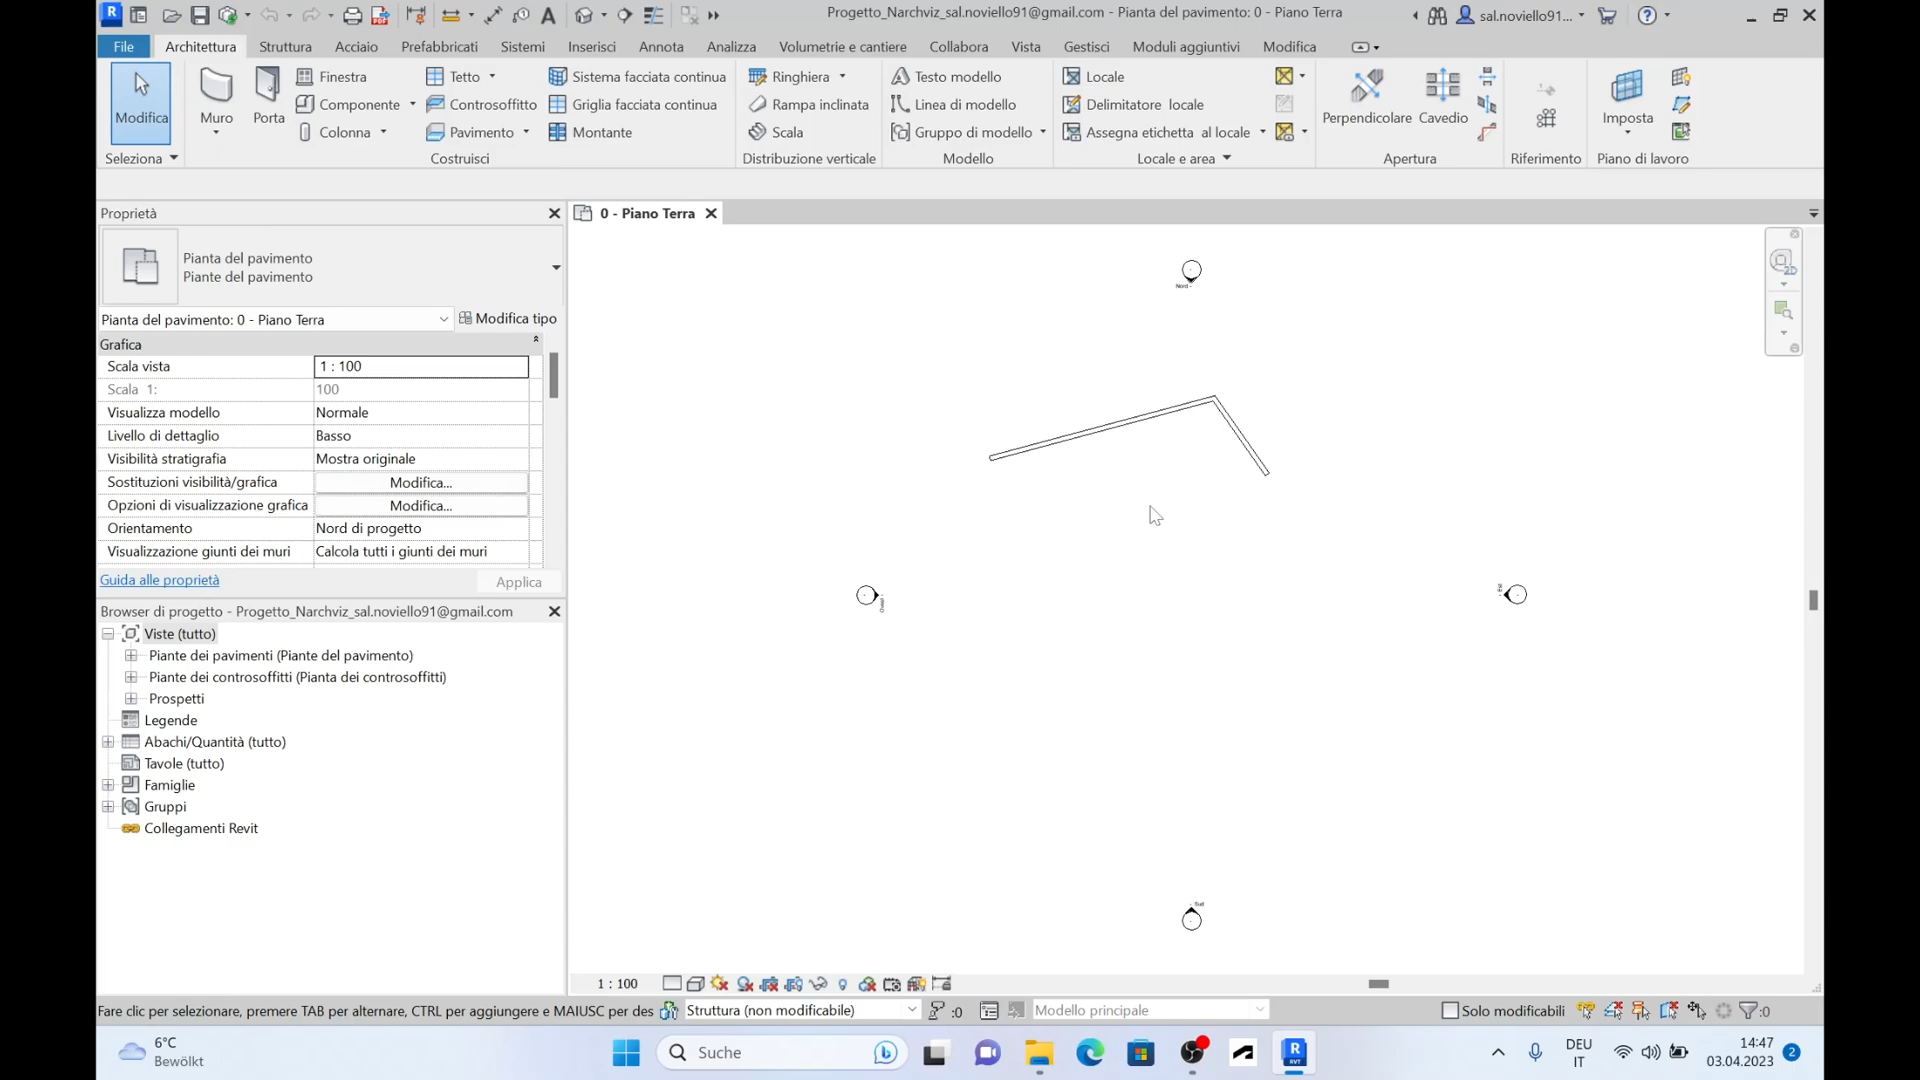 Progetto_Narchviz_sal.noviello91@gmail.com - Pianta del pavimento: 0 - Piano Terra
sal.noviello91...
File Architettura Struttura Acciaio Prefabbricati Sistemi Inserisci Annota Analizza Volumetrie e cantiere Collabora Vista Gestisci Moduli aggiuntivi Modifica
Modifica
Muro
Porta
Finestra
Componente
Colonna
Tetto
Controsoffitto
Pavimento
Sistema facciata continua
Griglia facciata continua
Montante
Ringhiera
Rampa inclinata
Scala
Testo modello
Linea di modello
Gruppo di modello
Locale
Delimitatore locale
Assegna etichetta al locale
Perpendicolare
Cavedio
Imposta
Seleziona
Costruisci
Distribuzione verticale
Modello
Locale e area
Apertura
Riferimento
Piano di lavoro
Proprietà
0 - Piano Terra
Pianta del pavimento
Piante del pavimento
Pianta del pavimento: 0 - Piano Terra
Modifica tipo
Grafica
Scala vista 1 : 100
Scala 1: 100
Visualizza modello Normale
Livello di dettaglio Basso
Visibilità stratigrafia Mostra originale
Sostituzioni visibilità/grafica Modifica...
Opzioni di visualizzazione grafica Modifica...
Orientamento Nord di progetto
Visualizzazione giunti dei muri Calcola tutti i giunti dei muri
Guida alle proprietà
Applica
Browser di progetto - Progetto_Narchviz_sal.noviello91@gmail.com
Viste (tutto)
Piante dei pavimenti (Piante del pavimento)
Piante dei controsoffitti (Pianta dei controsoffitti)
Prospetti
Legende
Abachi/Quantità (tutto)
Tavole (tutto)
Famiglie
Gruppi
Collegamenti Revit
Nord -
- Est
- Sud
1 : 100
Fare clic per selezionare, premere TAB per alternare, CTRL per aggiungere e MAIUSC per des
Struttura (non modificabile)
:0
Modello principale
Solo modificabili
:0
6°C
Bewölkt
Suche
DEU
IT
14:47
03.04.2023
2